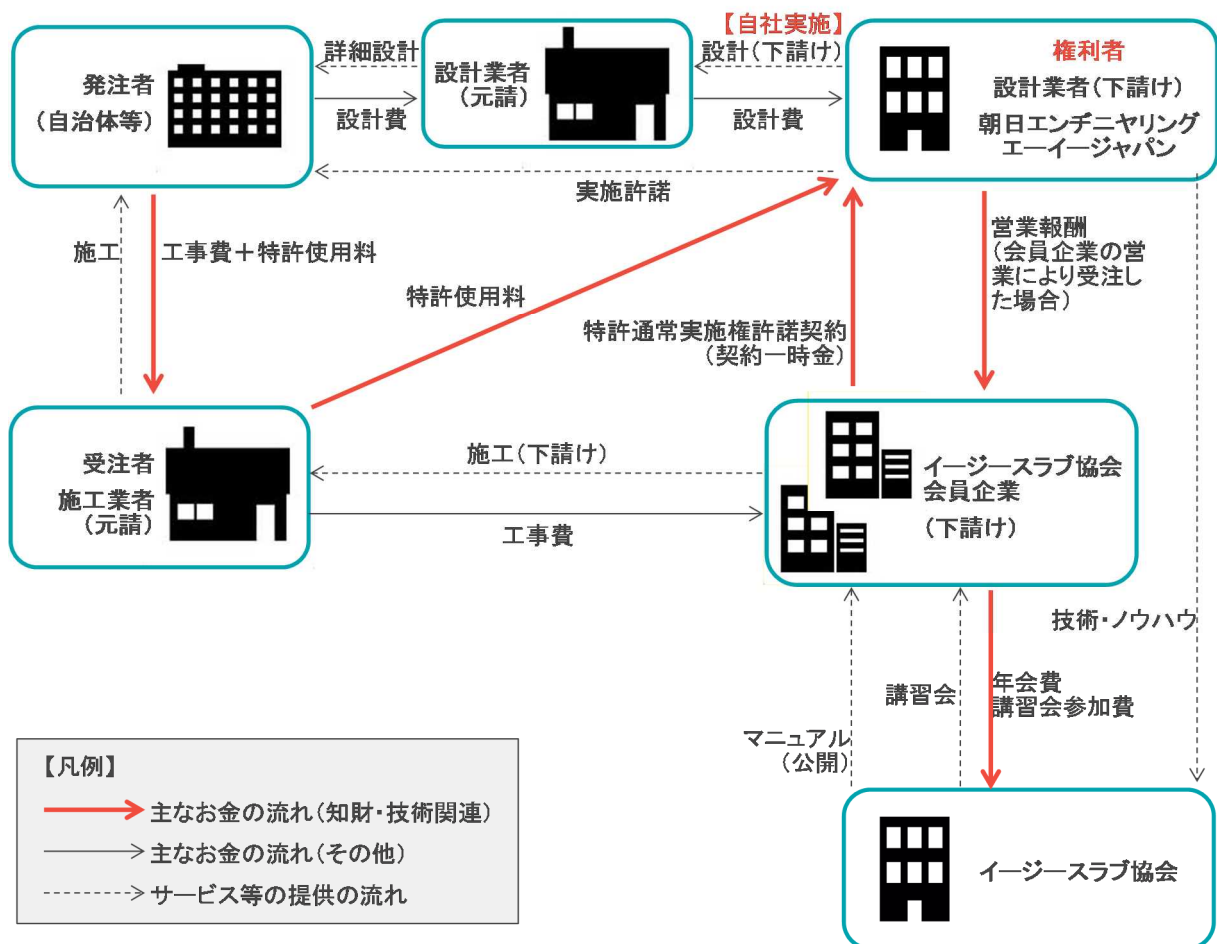 発注者
(自治体等)
詳細設計
設計費
設計業者
(元請)
【自社実施】
設計(下請け)
設計費
権利者
設計業者(下請け)
朝日エンヂニヤリング
エーイージャパン
実施許諾
施工
工事費＋特許使用料
特許使用料
特許通常実施権許諾契約
(契約一時金)
営業報酬
(会員企業の営
業により受注し
た場合)
受注者
施工業者
(元請)
施工(下請け)
工事費
イージースラブ協会
会員企業
(下請け)
技術・ノウハウ
講習会
年会費
講習会参加費
マニュアル
(公開)
イージースラブ協会
【凡例】
主なお金の流れ(知財・技術関連)
主なお金の流れ(その他)
サービス等の提供の流れ